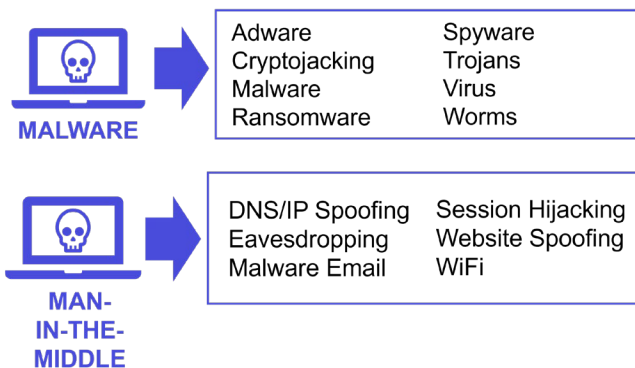 MALWARE
Adware
Cryptojacking
Malware
Ransomware
Spyware
Trojans
Virus
Worms
MAN-
IN-THE-
MIDDLE
DNS/IP Spoofing
Eavesdropping
Malware Email
Session Hijacking
Website Spoofing
WiFi